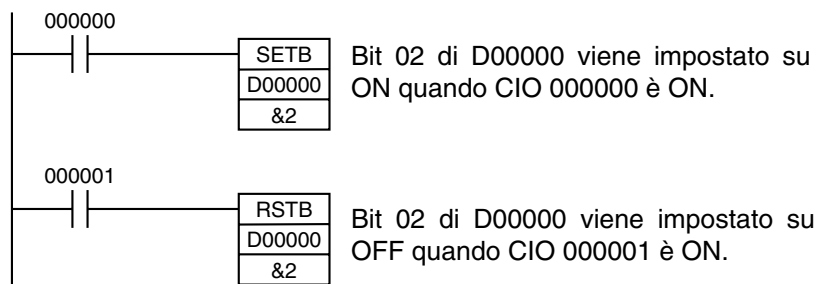 000000
SETB
D00000
&2
Bit 02 di D00000 viene impostato su
ON quando CIO 000000 è ON.
000001
RSTB
D00000
&2
Bit 02 di D00000 viene impostato su
OFF quando CIO 000001 è ON.